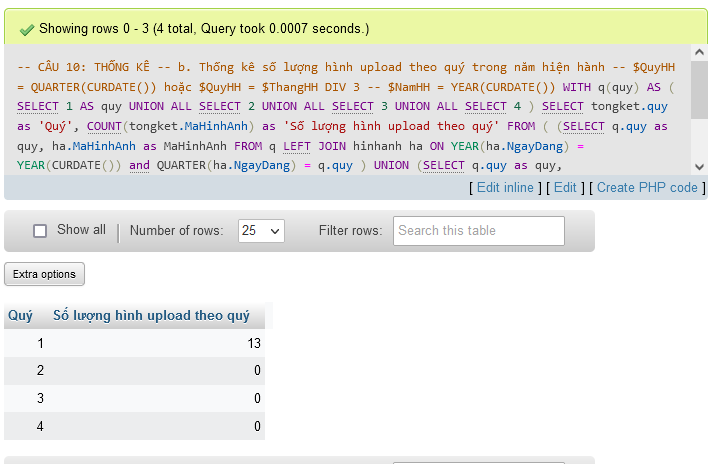 Showing rows 0 - 3 (4 total, Query took 0.0007 seconds.)
-- CÂU 10: THỐNG KÊ -- b. Thống kê số lượng hình upload theo quý trong năm hiện hành -- $QuyHH
= QUARTER(CURDATE()) hoặc $QuyHH = $ThangHH DIV 3 -- $NamHH = YEAR(CURDATE()) WITH q(quy) AS (
SELECT 1 AS quy UNION ALL SELECT 2 UNION ALL SELECT 3 UNION ALL SELECT 4 ) SELECT tongket.quy
as 'Quý', COUNT(tongket.MaHinhAnh) as 'Số lượng hình upload theo quý' FROM ( (SELECT q.quy as
quy, ha.MaHinhAnh as MaHinhAnh FROM q LEFT JOIN hinhanh ha ON YEAR(ha.NgayDang) =
YEAR(CURDATE()) and QUARTER(ha.NgayDang) = q.quy ) UNION (SELECT q.quy as quy,
[ Edit inline ] [ Edit ] [ Create PHP code ]
Show all Number of rows: 25 Filter rows: Search this table
Extra options
Quý Số lượng hình upload theo quý
1 13
2 0
3 0
4 0